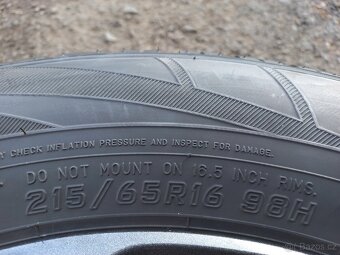 CHECK INFLATION PRESSURE AND INSPECT FOR DAMAGE.
DO NOT MOUNT ON 16.5 INCH RIMS.
215/65R16 98H